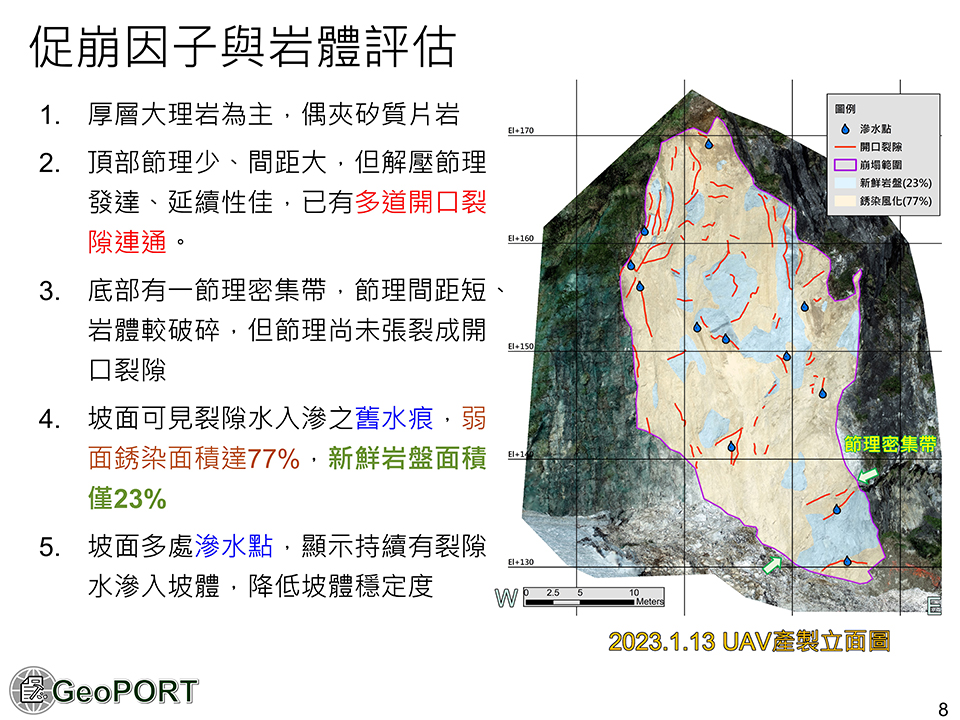 促崩因子與岩體評估
1. 厚層大理岩為主，偶夾矽質片岩
2. 頂部節理少、間距大，但解壓節理
發達、延續性佳，已有多道開口裂
隙連通。
3. 底部有一節理密集帶，節理間距短、
岩體較破碎，但節理尚未張裂成開
口裂隙
4. 坡面可見裂隙水入滲之舊水痕，弱
面銹染面積達77%，新鮮岩盤面積
僅23%
5. 坡面多處滲水點，顯示持續有裂隙
水滲入坡體，降低坡體穩定度
圖例
滲水點
開口裂隙
崩塌範圍
新鮮岩盤(23%)
銹染風化(77%)
El+170
El+160
El+150
El+140
El+130
節理密集帶
W
0 2.5 5 10
Meters
E
2023.1.13 UAV產製立面圖
GeoPORT
8